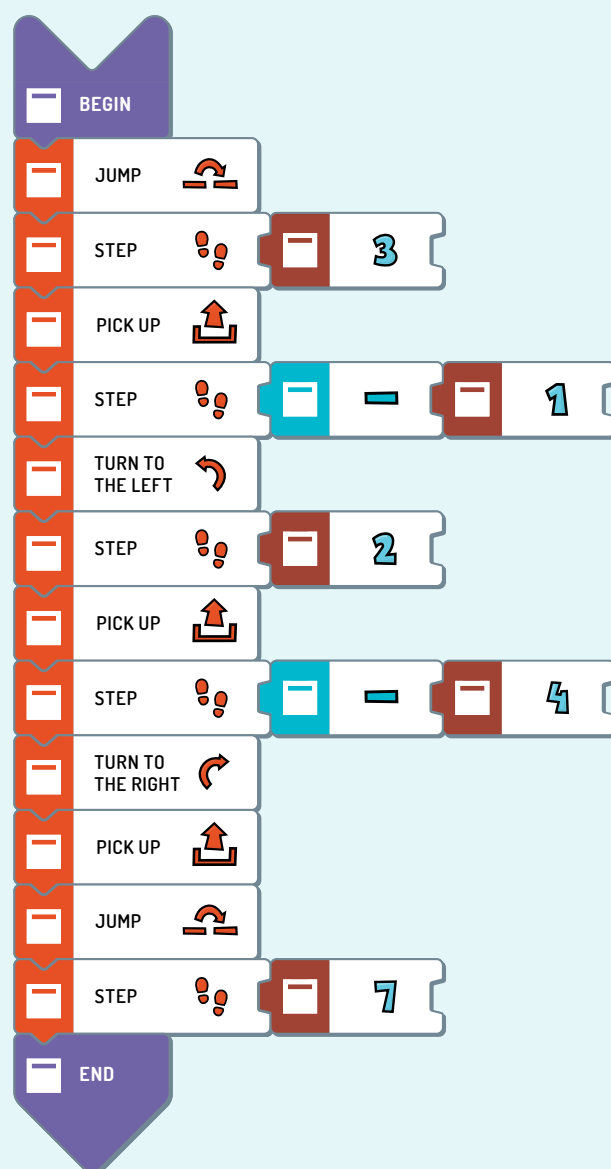 BEGIN
JUMP
STEP 3
PICK UP
STEP - 1
TURN TO
THE LEFT
STEP 2
PICK UP
STEP - 4
TURN TO
THE RIGHT
PICK UP
JUMP
STEP 7
END